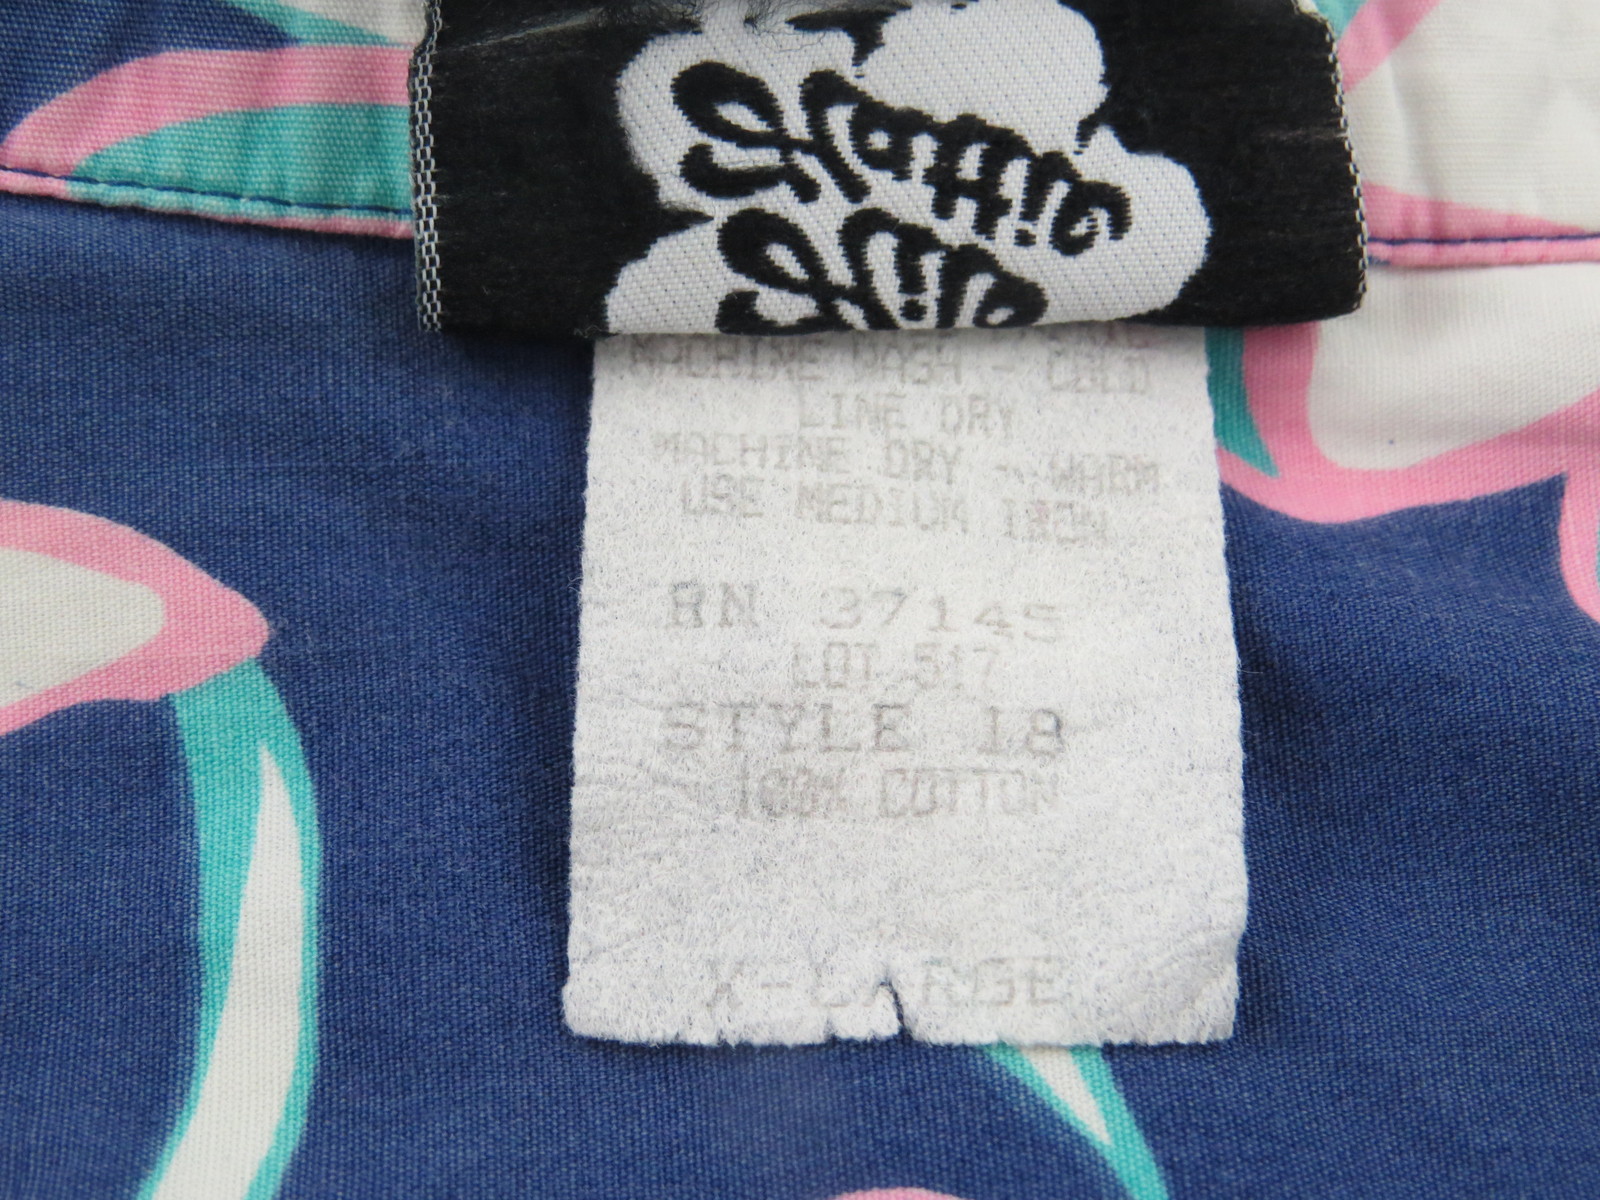 MACHINE WASH - COLD
LINE DRY
MACHINE DRY - WARM
USE MEDIUM IRON
RN 37145
LOT 517
STYLE 18
100% COTTON
X-LARGE